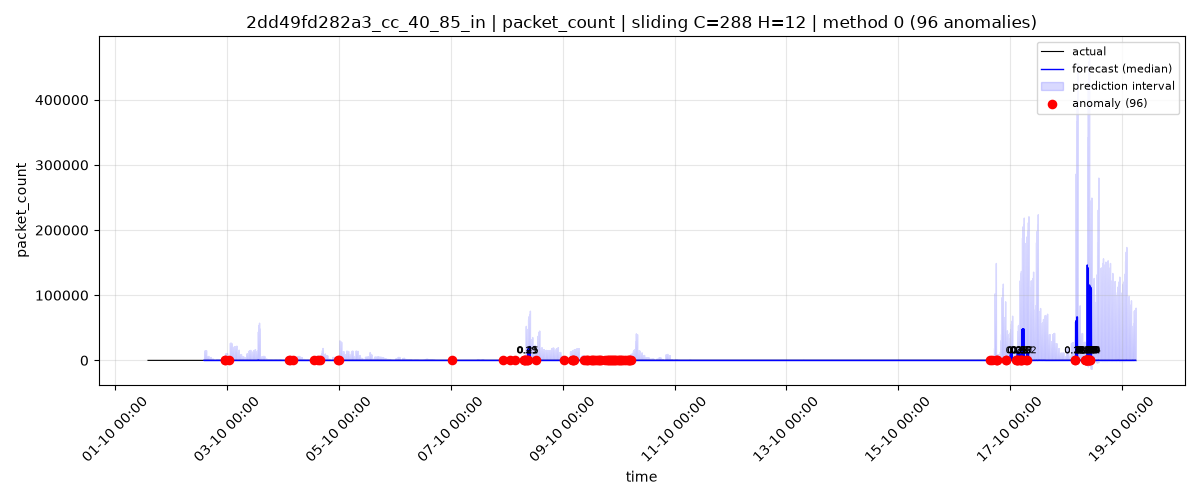 2dd49fd282a3_cc_40_85_in | packet_count | sliding C=288 H=12 | method 0 (96 anomalies)
actual
forecast (median)
prediction interval
anomaly (96)
packet_count
400000
300000
200000
100000
0
01-10 00:00
03-10 00:00
05-10 00:00
07-10 00:00
09-10 00:00
11-10 00:00
13-10 00:00
15-10 00:00
17-10 00:00
19-10 00:00
time